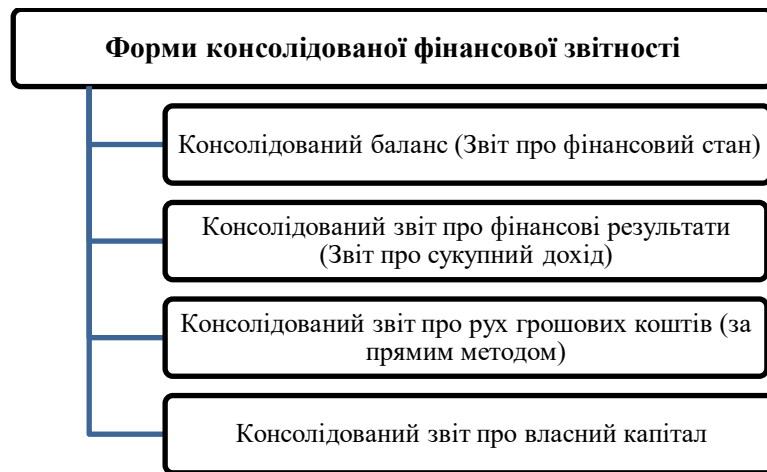 Форми консолідованої фінансової звітності
Консолідований баланс (Звіт про фінансовий стан)
Консолідований звіт про фінансові результати
(Звіт про сукупний дохід)
Консолідований звіт про рух грошових коштів (за
прямим методом)
Консолідований звіт про власний капітал